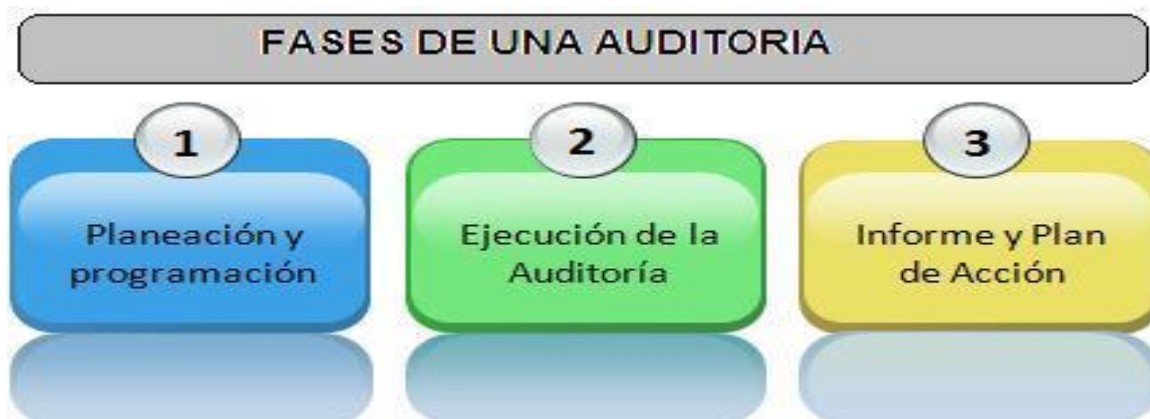 FASES DE UNA AUDITORIA
1
Planeación y
programación
2
Ejecución de la
Auditoría
3
Informe y Plan
de Acción